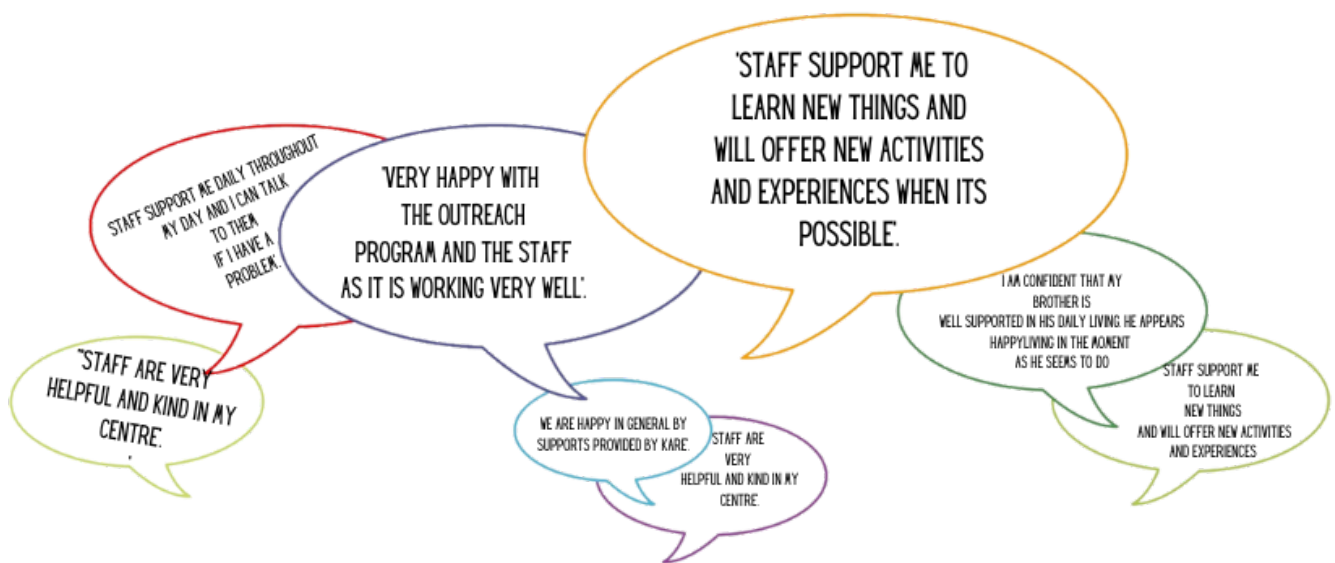 'STAFF SUPPORT ME TO
LEARN NEW THINGS AND
WILL OFFER NEW ACTIVITIES
AND EXPERIENCES WHEN ITS
POSSIBLE'.
STAFF SUPPORT ME DAILY THROUGHOUT
MY DAY AND I CAN TALK
TO THEM
IF I HAVE A
PROBLEM'.
'VERY HAPPY WITH
THE OUTREACH
PROGRAM AND THE STAFF
AS IT IS WORKING VERY WELL'.
I AM CONFIDENT THAT MY
BROTHER IS
WELL SUPPORTED IN HIS DAILY LIVING. HE APPEARS
HAPPYLIVING IN THE MOMENT
AS HE SEEMS TO DO
"STAFF ARE VERY
HELPFUL AND KIND IN MY
CENTRE'.
'
WE ARE HAPPY IN GENERAL BY
SUPPORTS PROVIDED BY KARE.
STAFF ARE
VERY
HELPFUL AND KIND IN MY
CENTRE.
STAFF SUPPORT ME
TO LEARN
NEW THINGS
AND WILL OFFER NEW ACTIVITIES
AND EXPERIENCES